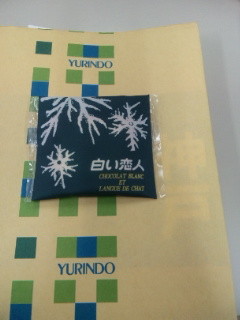 YURINDO
白い恋人
CHOCOLAT BLANC
ET
LANGUE DE CHAT
YURINDO